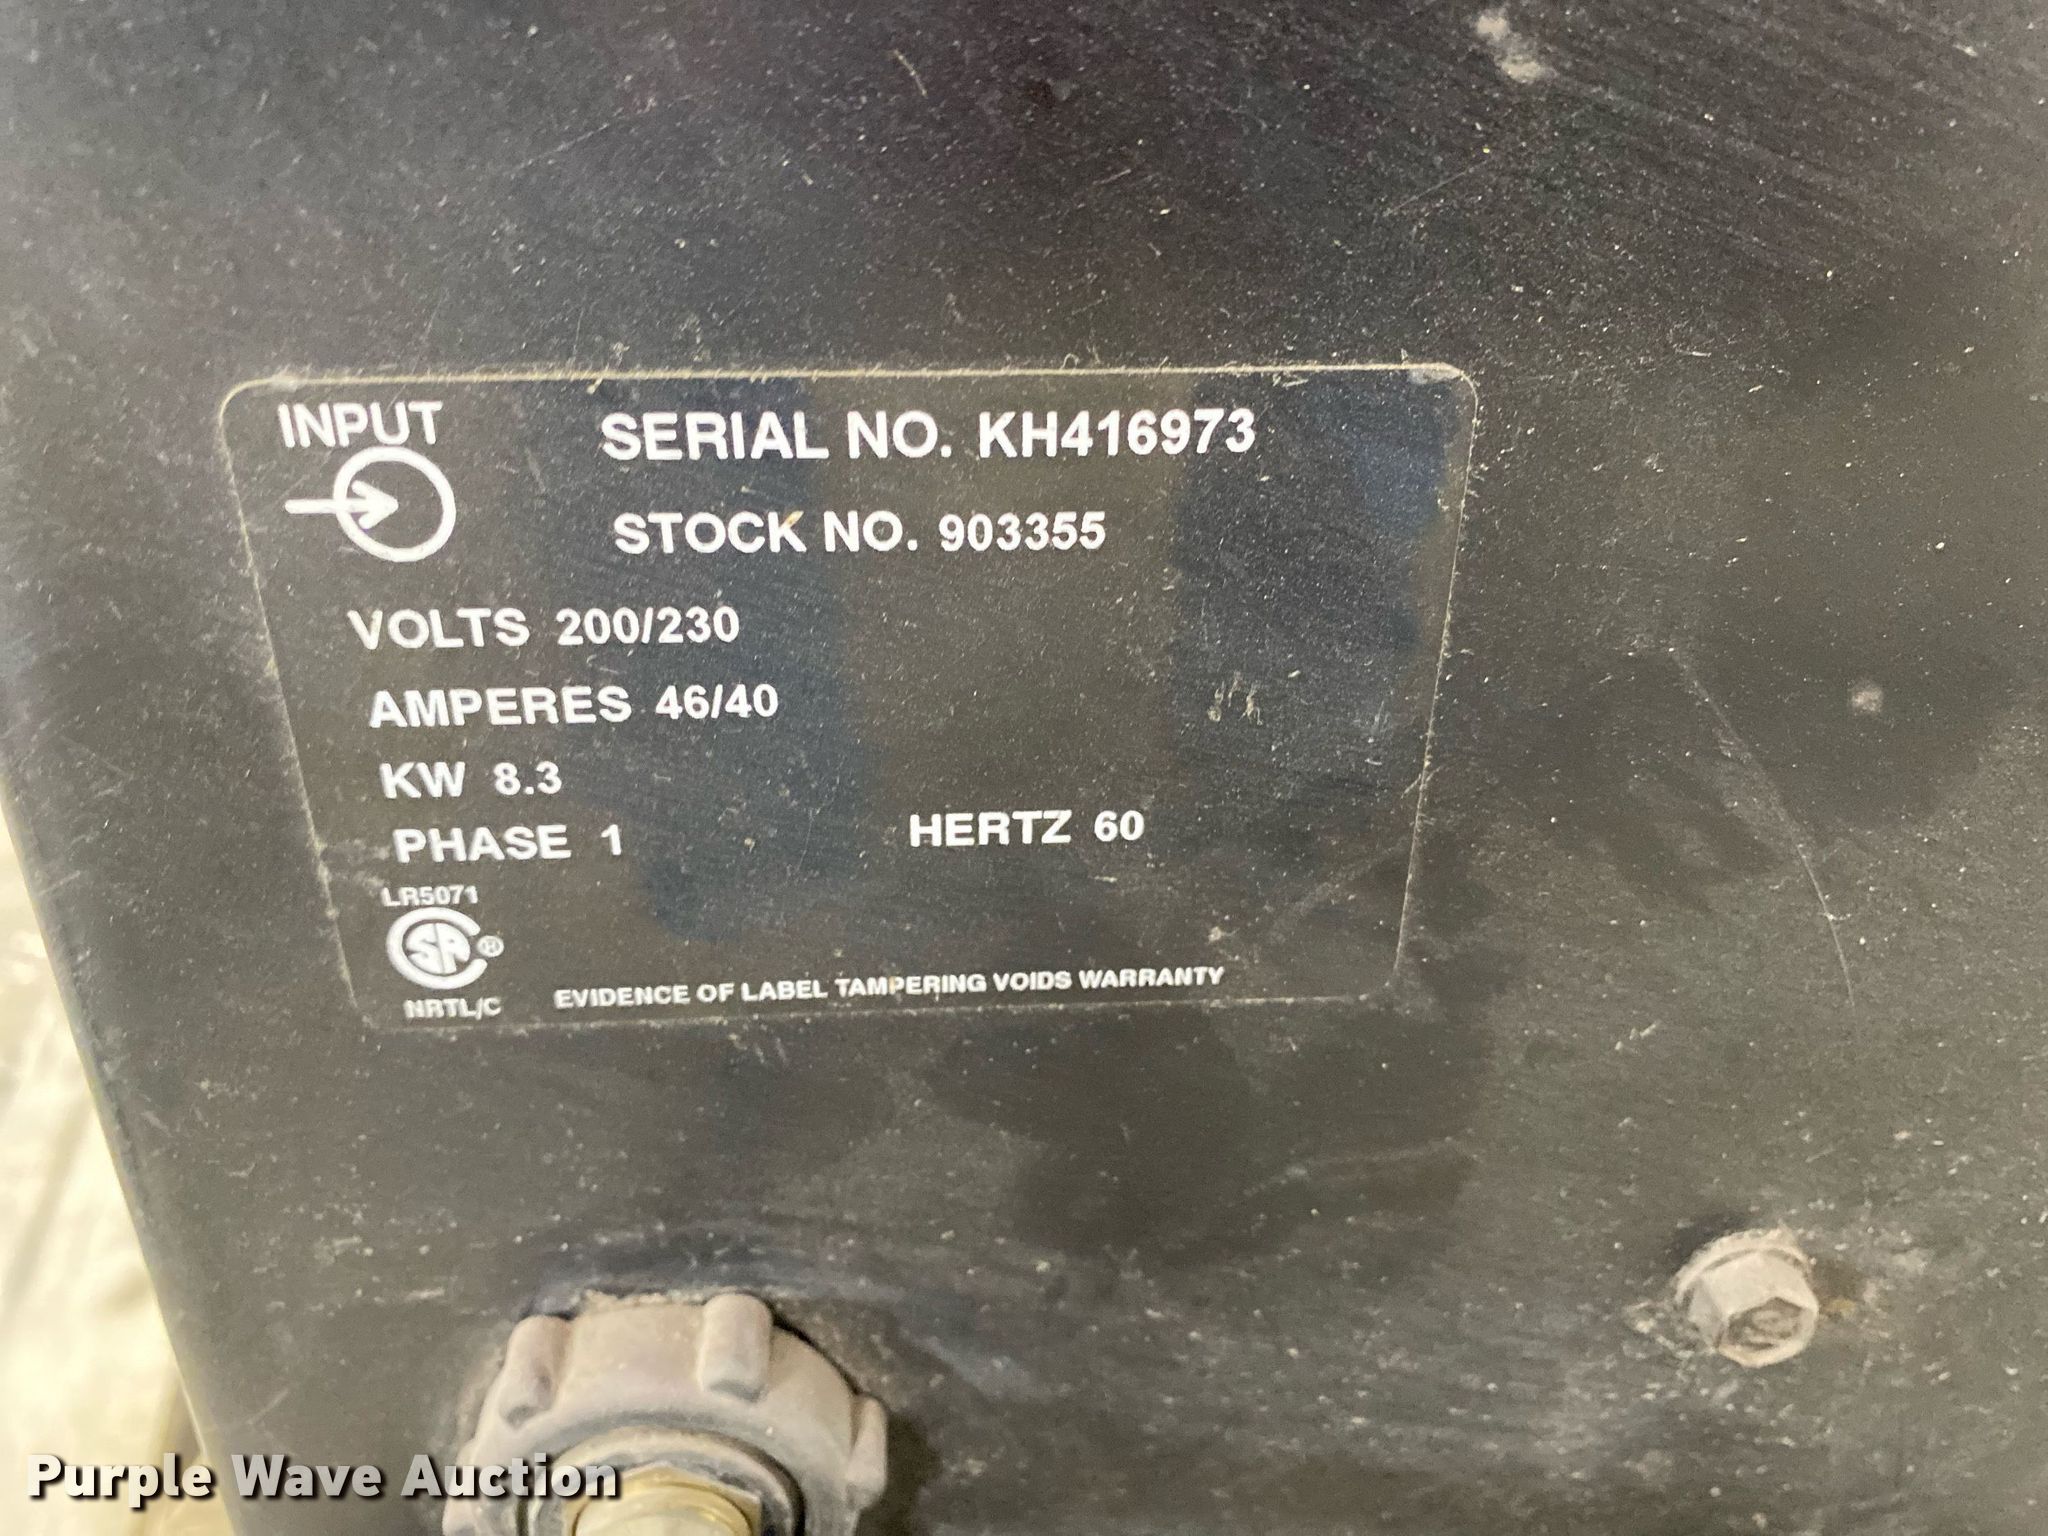 INPUT
SERIAL NO. KH416973
STOCK NO. 903355
VOLTS 200/230
AMPERES 46/40
KW 8.3
PHASE 1 HERTZ 60
LR5071
NRTL/C
EVIDENCE OF LABEL TAMPERING VOIDS WARRANTY
Purple Wave Auction